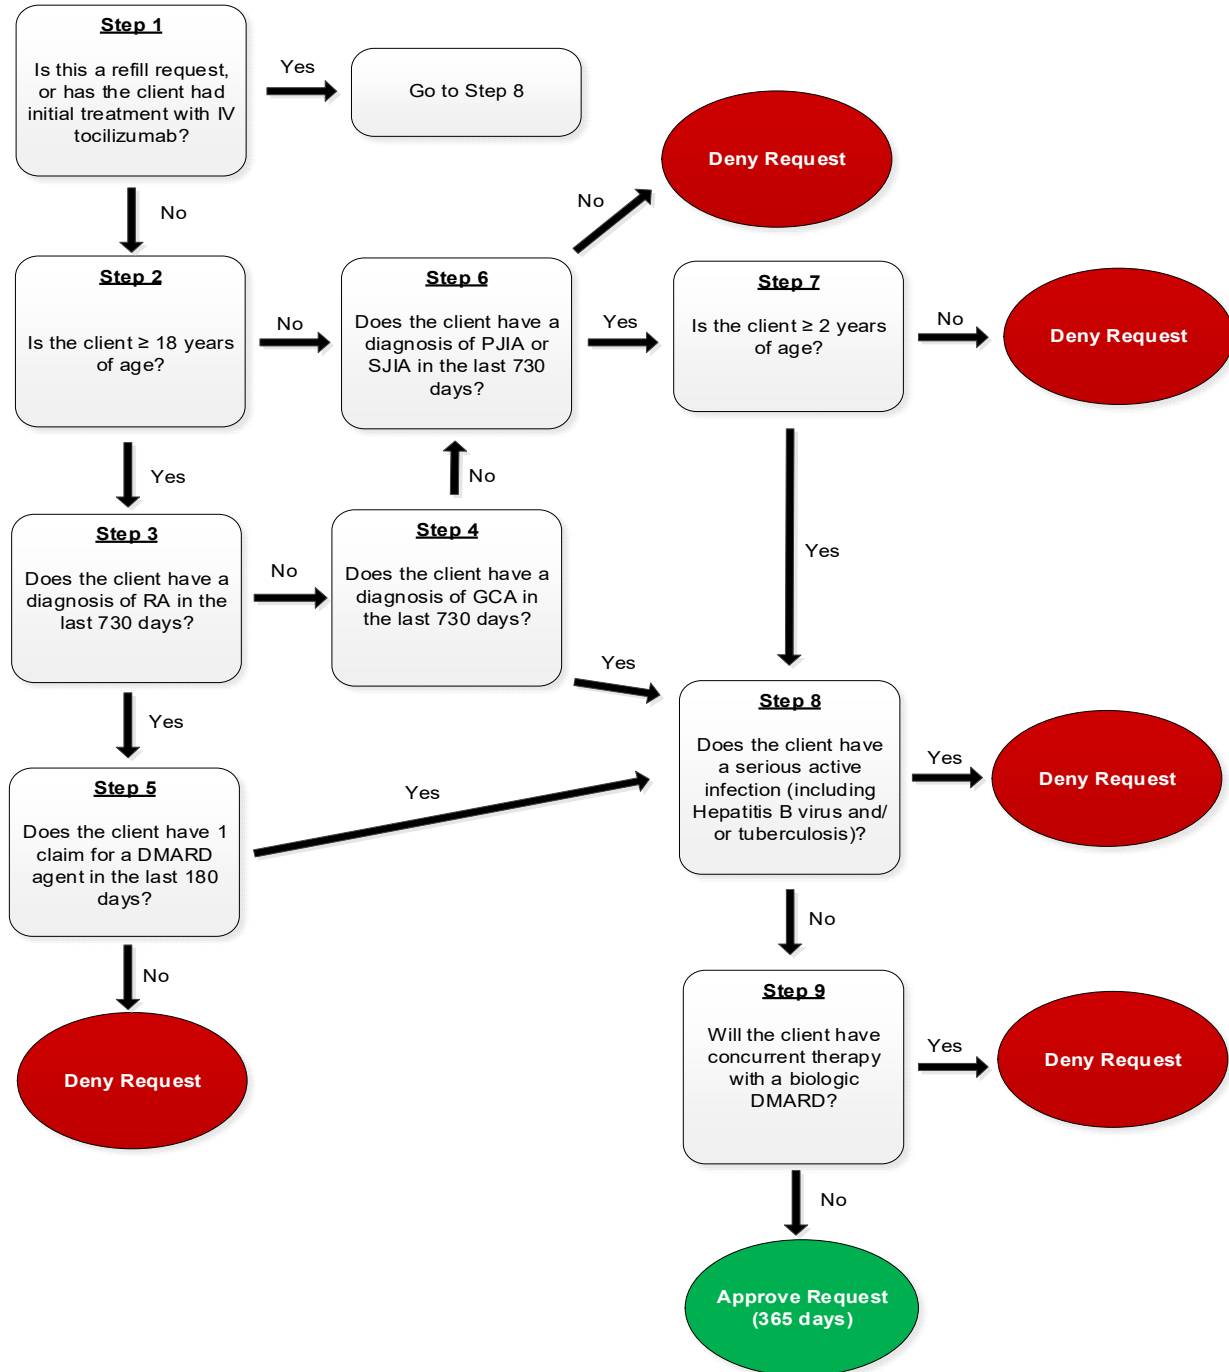 Step 1
Is this a refill request,
or has the client had
initial treatment with IV
tocilizumab?
Yes
Go to Step 8
Deny Request
No
No
Step 2
Is the client ≥ 18 years
of age?
No
Step 6
Does the client have a
diagnosis of PJIA or
SJIA in the last 730
days?
Yes
Step 7
Is the client ≥ 2 years
of age?
No
Deny Request
Yes
No
Yes
Step 3
Does the client have a
diagnosis of RA in the
last 730 days?
No
Step 4
Does the client have a
diagnosis of GCA in
the last 730 days?
Yes
Yes
Step 5
Does the client have 1
claim for a DMARD
agent in the last 180
days?
Yes
Step 8
Does the client have
a serious active
infection (including
Hepatitis B virus and/
or tuberculosis)?
Yes
Deny Request
No
No
Deny Request
Step 9
Will the client have
concurrent therapy
with a biologic
DMARD?
Yes
Deny Request
No
Approve Request
(365 days)